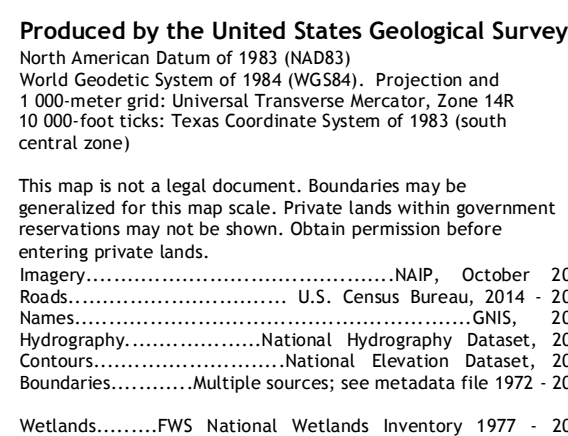 Produced by the United States Geological Survey
North American Datum of 1983 (NAD83)
World Geodetic System of 1984 (WGS84). Projection and
1 000-meter grid: Universal Transverse Mercator, Zone 14R
10 000-foot ticks: Texas Coordinate System of 1983 (south
central zone)
This map is not a legal document. Boundaries may be
generalized for this map scale. Private lands within government
reservations may not be shown. Obtain permission before
entering private lands.
Imagery..........................................NAIP, October 20
Roads.............................. U.S. Census Bureau, 2014 - 20
Names......................................................GNIS, 20
Hydrography...................National Hydrography Dataset, 20
Contours..........................National Elevation Dataset, 20
Boundaries............Multiple sources; see metadata file 1972 - 20
Wetlands.........FWS National Wetlands Inventory 1977 - 20